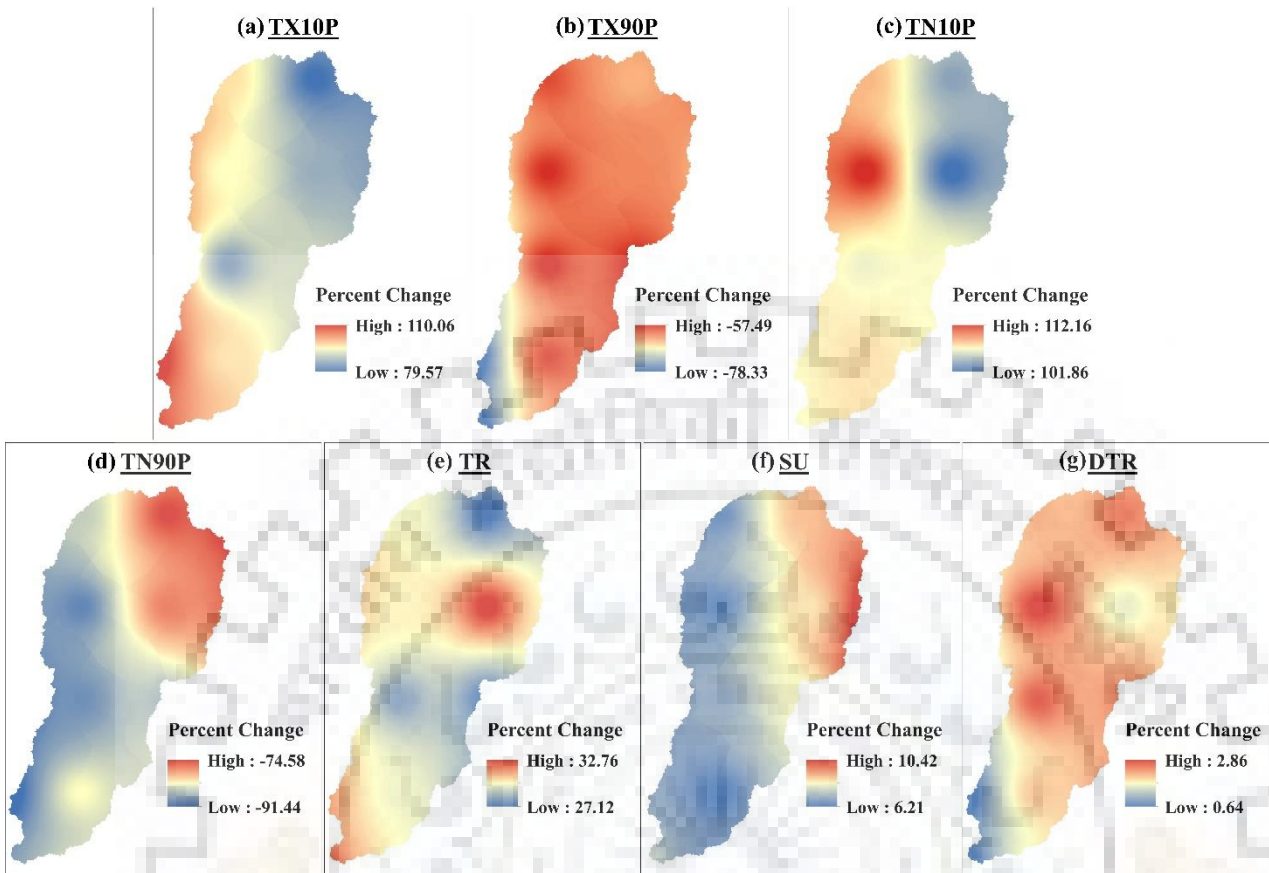 (a) TX10P
(b) TX90P
(c) TN10P
Percent Change
High : 110.06
Low : 79.57
Percent Change
High : -57.49
Low : -78.33
Percent Change
High : 112.16
Low : 101.86
(d) TN90P
(e) TR
(f) SU
(g) DTR
Percent Change
High : -74.58
Low : -91.44
Percent Change
High : 32.76
Low : 27.12
Percent Change
High : 10.42
Low : 6.21
Percent Change
High : 2.86
Low : 0.64